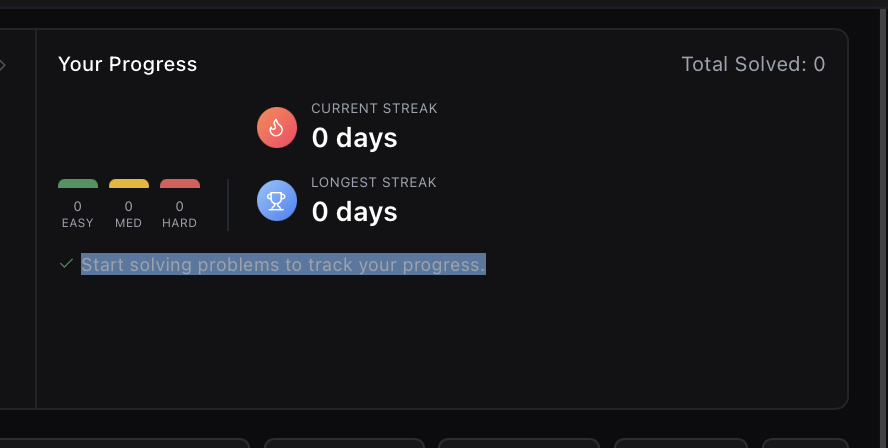 Your Progress
Total Solved: 0
CURRENT STREAK
0 days
LONGEST STREAK
0 days
0
EASY
0
MED
0
HARD
Start solving problems to track your progress.